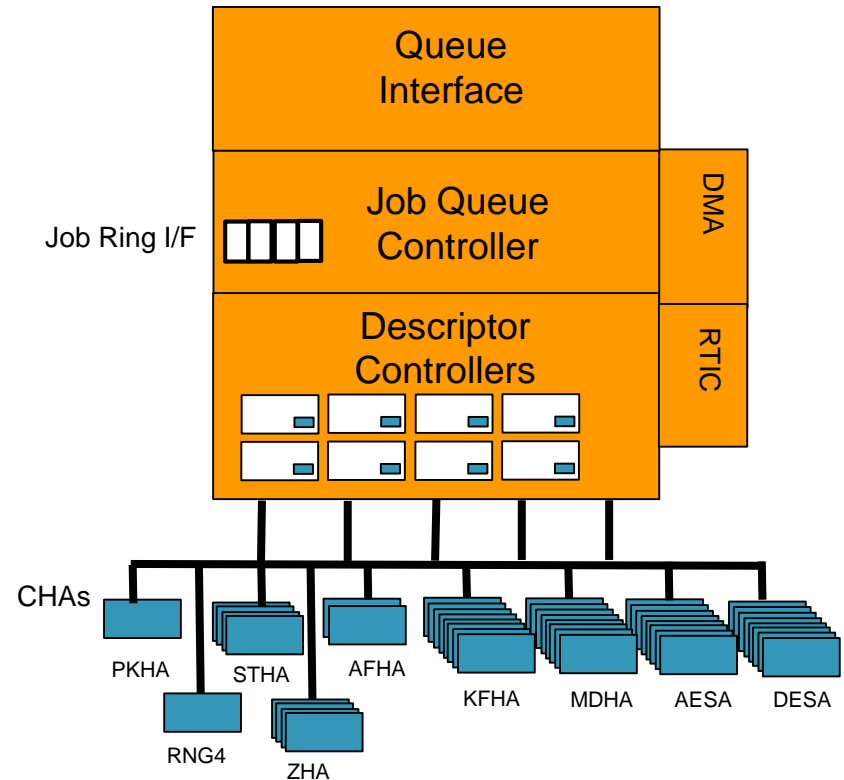 Queue
Interface
DMA
Job Ring I/F
Job Queue
Controller
RTIC
Descriptor
Controllers
CHAs
PKHA
STHA
AFHA
KFHA
MDHA
AESA
DESA
RNG4
ZHA